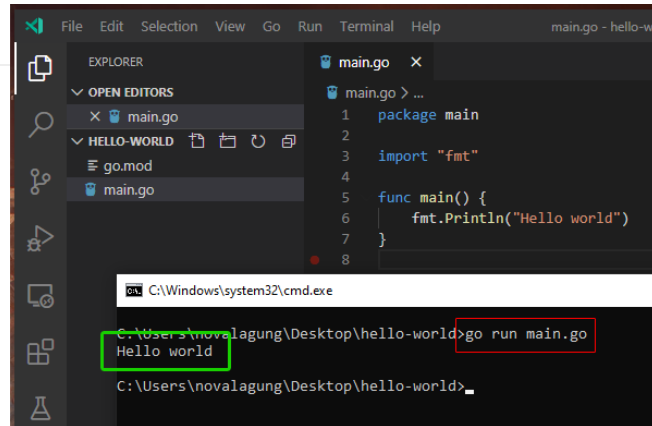 File Edit Selection View Go Run Terminal Help main.go - hello-w
EXPLORER
OPEN EDITORS
main.go
HELLO-WORLD
go.mod
main.go
main.go
main.go > ...
1 package main
2
3 import "fmt"
4
5 func main() {
6 fmt.Println("Hello world")
7 }
8
C:\Windows\system32\cmd.exe
C:\Users\novalagung\Desktop\hello-world>go run main.go
Hello world
C:\Users\novalagung\Desktop\hello-world>